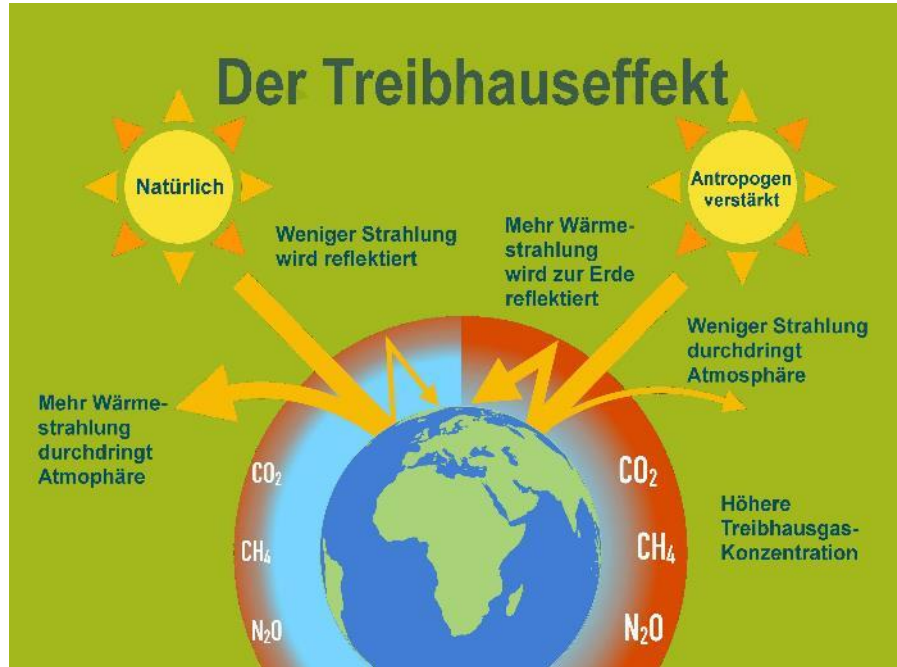 Der Treibhauseffekt
Natürlich
Antropogen
verstärkt
Weniger Strahlung
wird reflektiert
Mehr Wärme-
strahlung
wird zur Erde
reflektiert
Mehr Wärme-
strahlung
durchdringt
Atmophäre
Weniger Strahlung
durchdringt
Atmosphäre
CO₂
CH₄
N₂O
CO₂
CH₄
N₂O
Höhere
Treibhausgas-
Konzentration